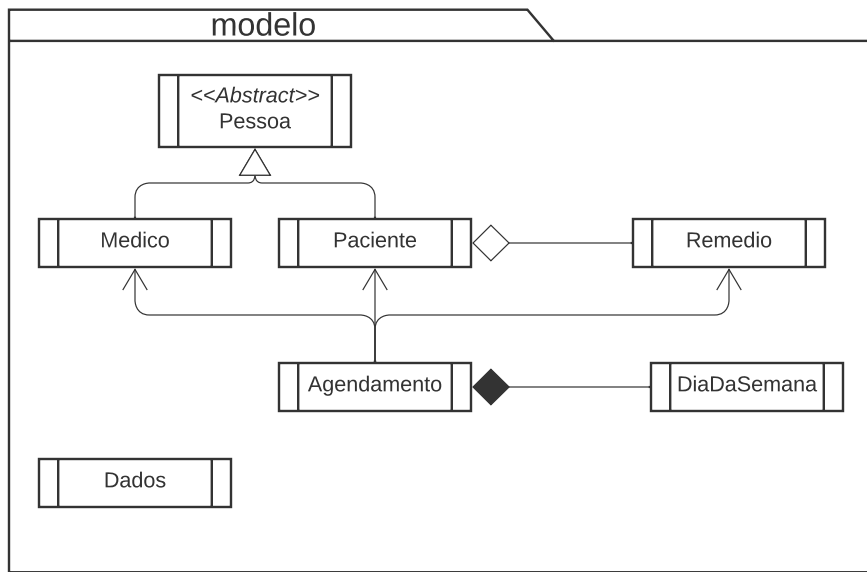 modelo
<<Abstract>>
Pessoa
Medico
Paciente
Remedio
Agendamento
DiaDaSemana
Dados